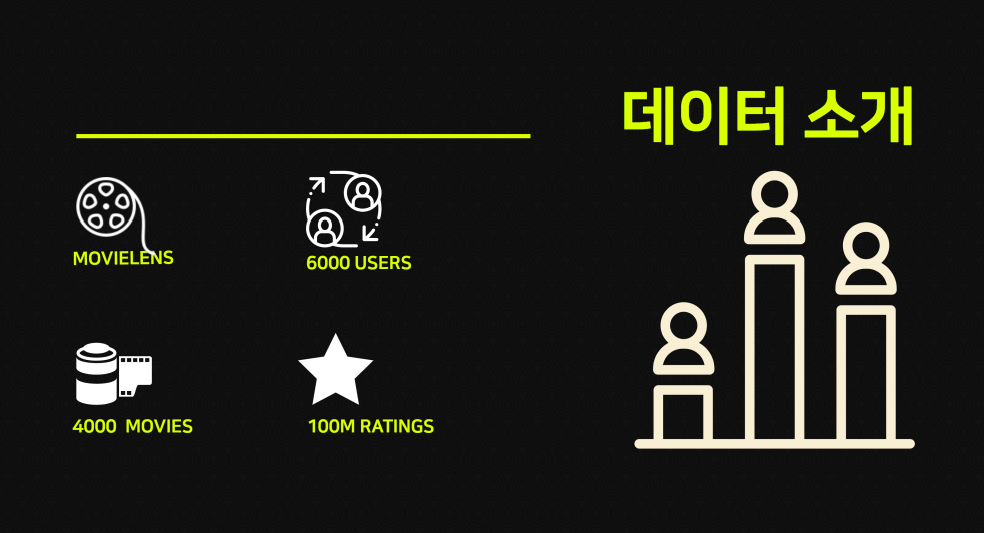 데이터 소개
MOVIELENS
6000 USERS
4000 MOVIES
100M RATINGS